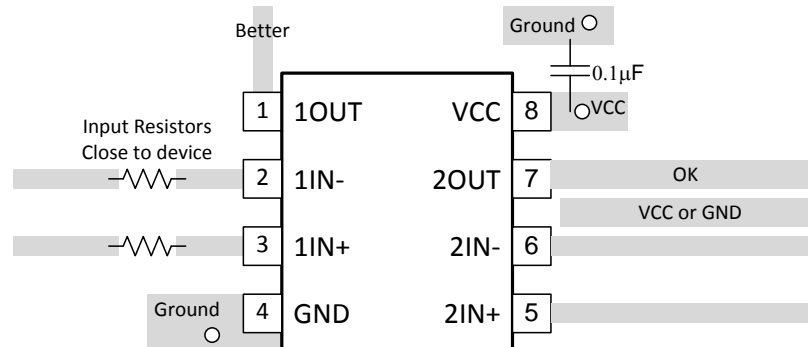 Better
Ground
0.1µF
1 1OUT VCC 8 VCC
Input Resistors
Close to device
2 1IN- 2OUT 7 OK
VCC or GND
3 1IN+ 2IN- 6
Ground
4 GND 2IN+ 5